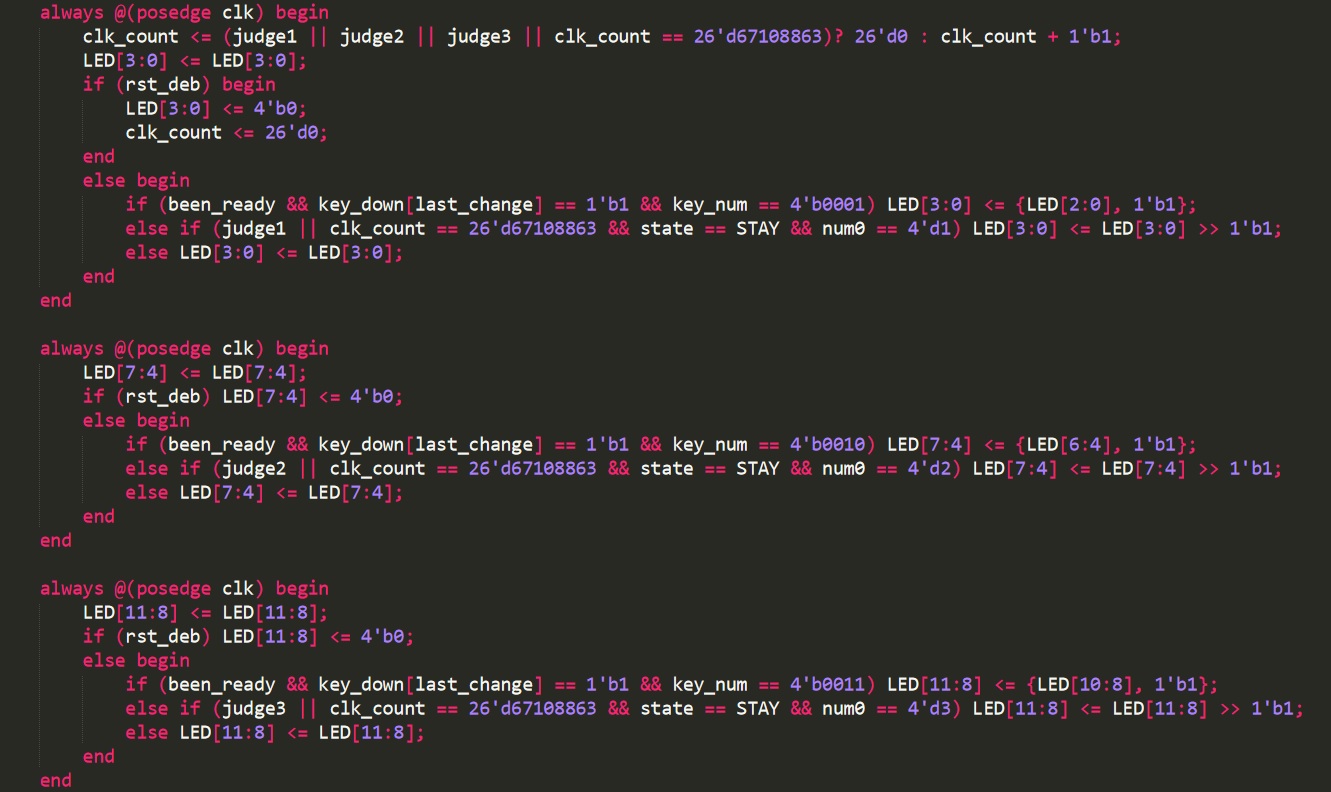 always @(posedge clk) begin
    clk_count <= (judge1 || judge2 || judge3 || clk_count == 26'd67108863)? 26'd0 : clk_count + 1'b1;
    LED[3:0] <= LED[3:0];
    if (rst_deb) begin
        LED[3:0] <= 4'b0;
        clk_count <= 26'd0;
    end
    else begin
        if (been_ready && key_down[last_change] == 1'b1 && key_num == 4'b0001) LED[3:0] <= {LED[2:0], 1'b1};
        else if (judge1 || clk_count == 26'd67108863 && state == STAY && num0 == 4'd1) LED[3:0] <= LED[3:0] >> 1'b1;
        else LED[3:0] <= LED[3:0];
    end
end

always @(posedge clk) begin
    LED[7:4] <= LED[7:4];
    if (rst_deb) LED[7:4] <= 4'b0;
    else begin
        if (been_ready && key_down[last_change] == 1'b1 && key_num == 4'b0010) LED[7:4] <= {LED[6:4], 1'b1};
        else if (judge2 || clk_count == 26'd67108863 && state == STAY && num0 == 4'd2) LED[7:4] <= LED[7:4] >> 1'b1;
        else LED[7:4] <= LED[7:4];
    end
end

always @(posedge clk) begin
    LED[11:8] <= LED[11:8];
    if (rst_deb) LED[11:8] <= 4'b0;
    else begin
        if (been_ready && key_down[last_change] == 1'b1 && key_num == 4'b0011) LED[11:8] <= {LED[10:8], 1'b1};
        else if (judge3 || clk_count == 26'd67108863 && state == STAY && num0 == 4'd3) LED[11:8] <= LED[11:8] >> 1'b1;
        else LED[11:8] <= LED[11:8];
    end
end